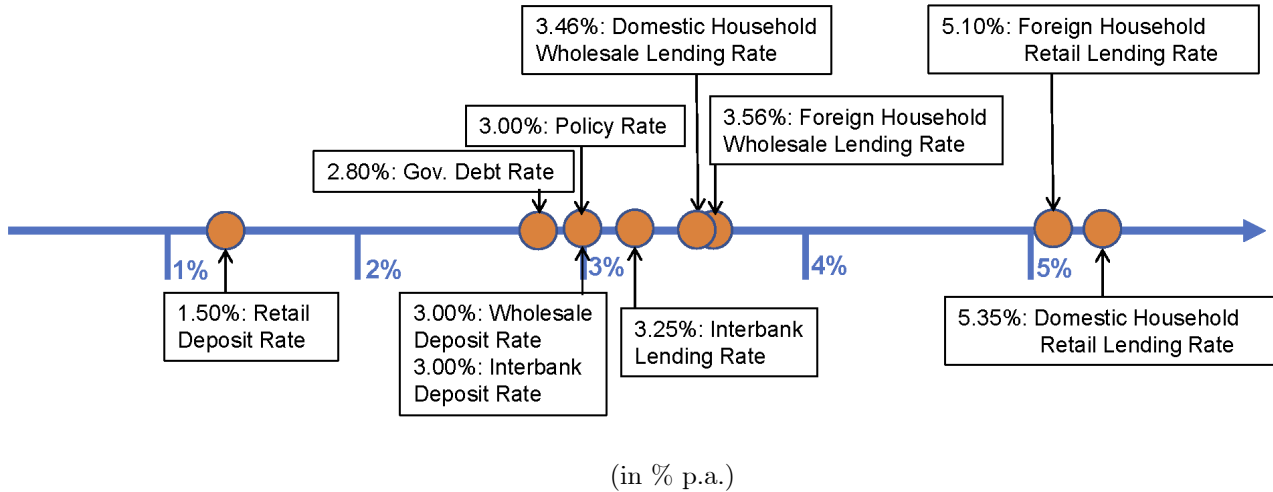 3.46%: Domestic Household
Wholesale Lending Rate
5.10%: Foreign Household
Retail Lending Rate
3.00%: Policy Rate
3.56%: Foreign Household
Wholesale Lending Rate
2.80%: Gov. Debt Rate
1%
2%
3%
4%
5%
1.50%: Retail
Deposit Rate
3.00%: Wholesale
Deposit Rate
3.00%: Interbank
Deposit Rate
3.25%: Interbank
Lending Rate
5.35%: Domestic Household
Retail Lending Rate
(in % p.a.)